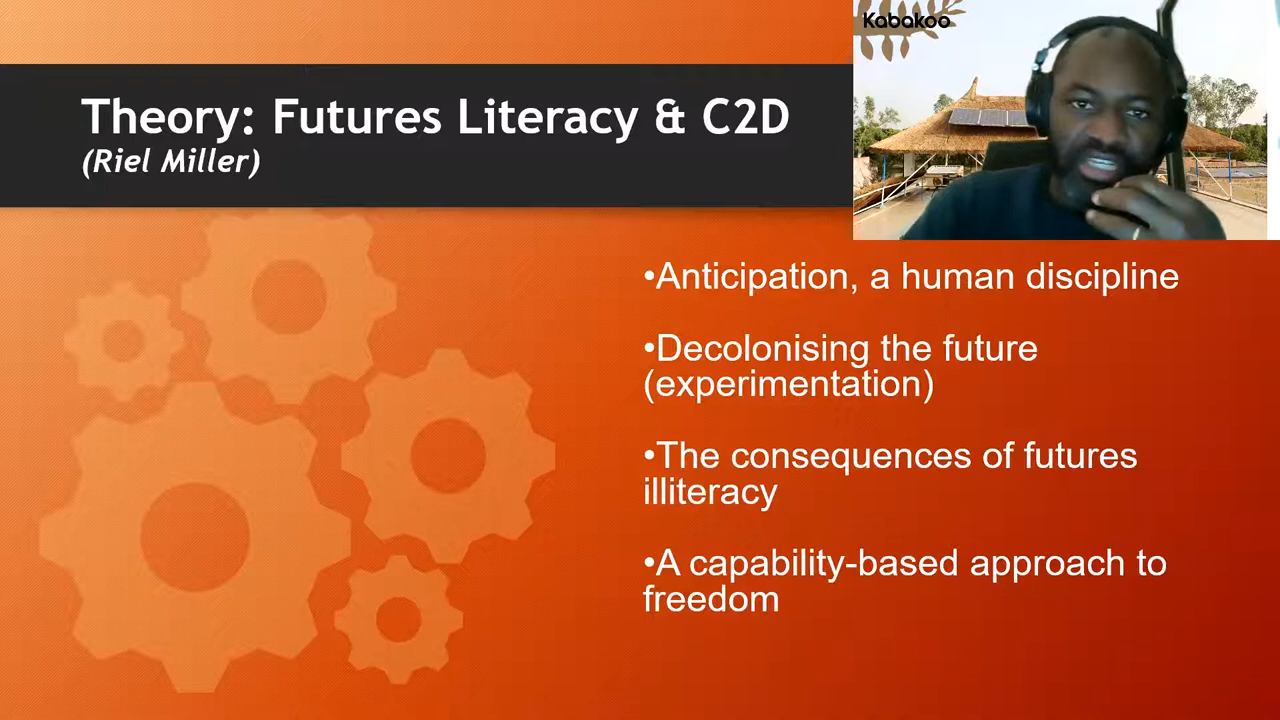 Kabakoo
Theory: Futures Literacy & C2D
(Riel Miller)
•Anticipation, a human discipline
•Decolonising the future
(experimentation)
•The consequences of futures
illiteracy
•A capability-based approach to
freedom